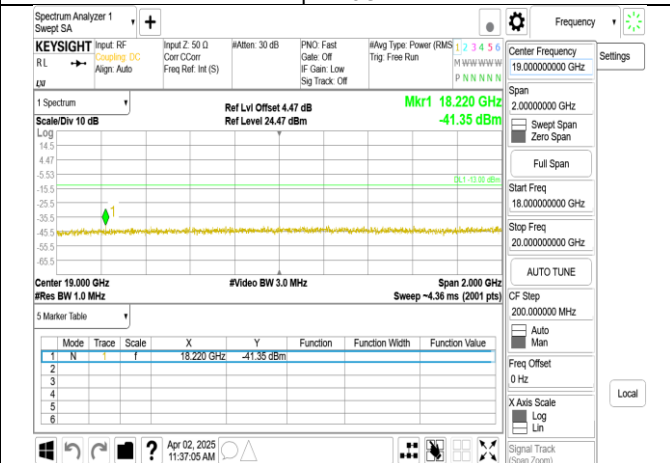 Spectrum Analyzer 1
Swept SA
+
Frequency
KEYSIGHT
RL
Input: RF
Coupling: DC
Align: Auto
Input Z: 50 Ω
Corr CCorr
Freq Ref: Int (S)
#Atten: 30 dB
PNO: Fast
Gate: Off
IF Gain: Low
Sig Track: Off
#Avg Type: Power (RMS
Trig: Free Run
1 2 3 4 5 6
M W W W W W
P N N N N N
Center Frequency
19.000000000 GHz
Settings
Span
2.00000000 GHz
Swept Span
Zero Span
Full Span
Start Freq
18.000000000 GHz
Stop Freq
20.000000000 GHz
AUTO TUNE
CF Step
200.000000 MHz
Auto
Man
Freq Offset
0 Hz
X Axis Scale
Log
Lin
Signal Track
(Span Zoom)
Local
1 Spectrum
Scale/Div 10 dB
Ref Lvl Offset 4.47 dB
Ref Level 24.47 dBm
Mkr1 18.220 GHz
-41.35 dBm
Log
14.5
4.47
-5.53
-15.5
-25.5
-35.5
-45.5
-55.5
-65.5
DL1 -13.00 dBm
1
Center 19.000 GHz
#Video BW 3.0 MHz
Span 2.000 GHz
#Res BW 1.0 MHz
Sweep ~4.36 ms (2001 pts)
5 Marker Table
Mode Trace Scale X Y Function Function Width Function Value
1 N 1 f 18.220 GHz -41.35 dBm
2
3
4
5
6
?
Apr 02, 2025
11:37:05 AM